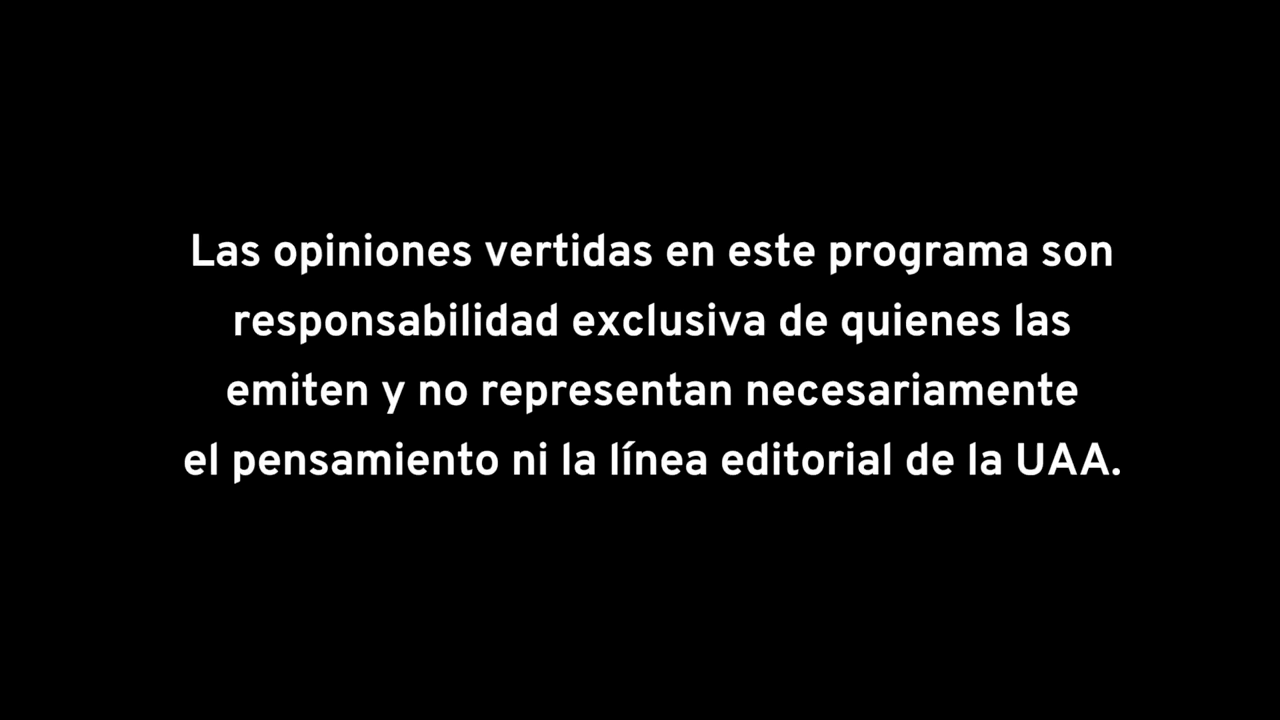 Las opiniones vertidas en este programa son
responsabilidad exclusiva de quienes las
emiten y no representan necesariamente
el pensamiento ni la línea editorial de la UAA.